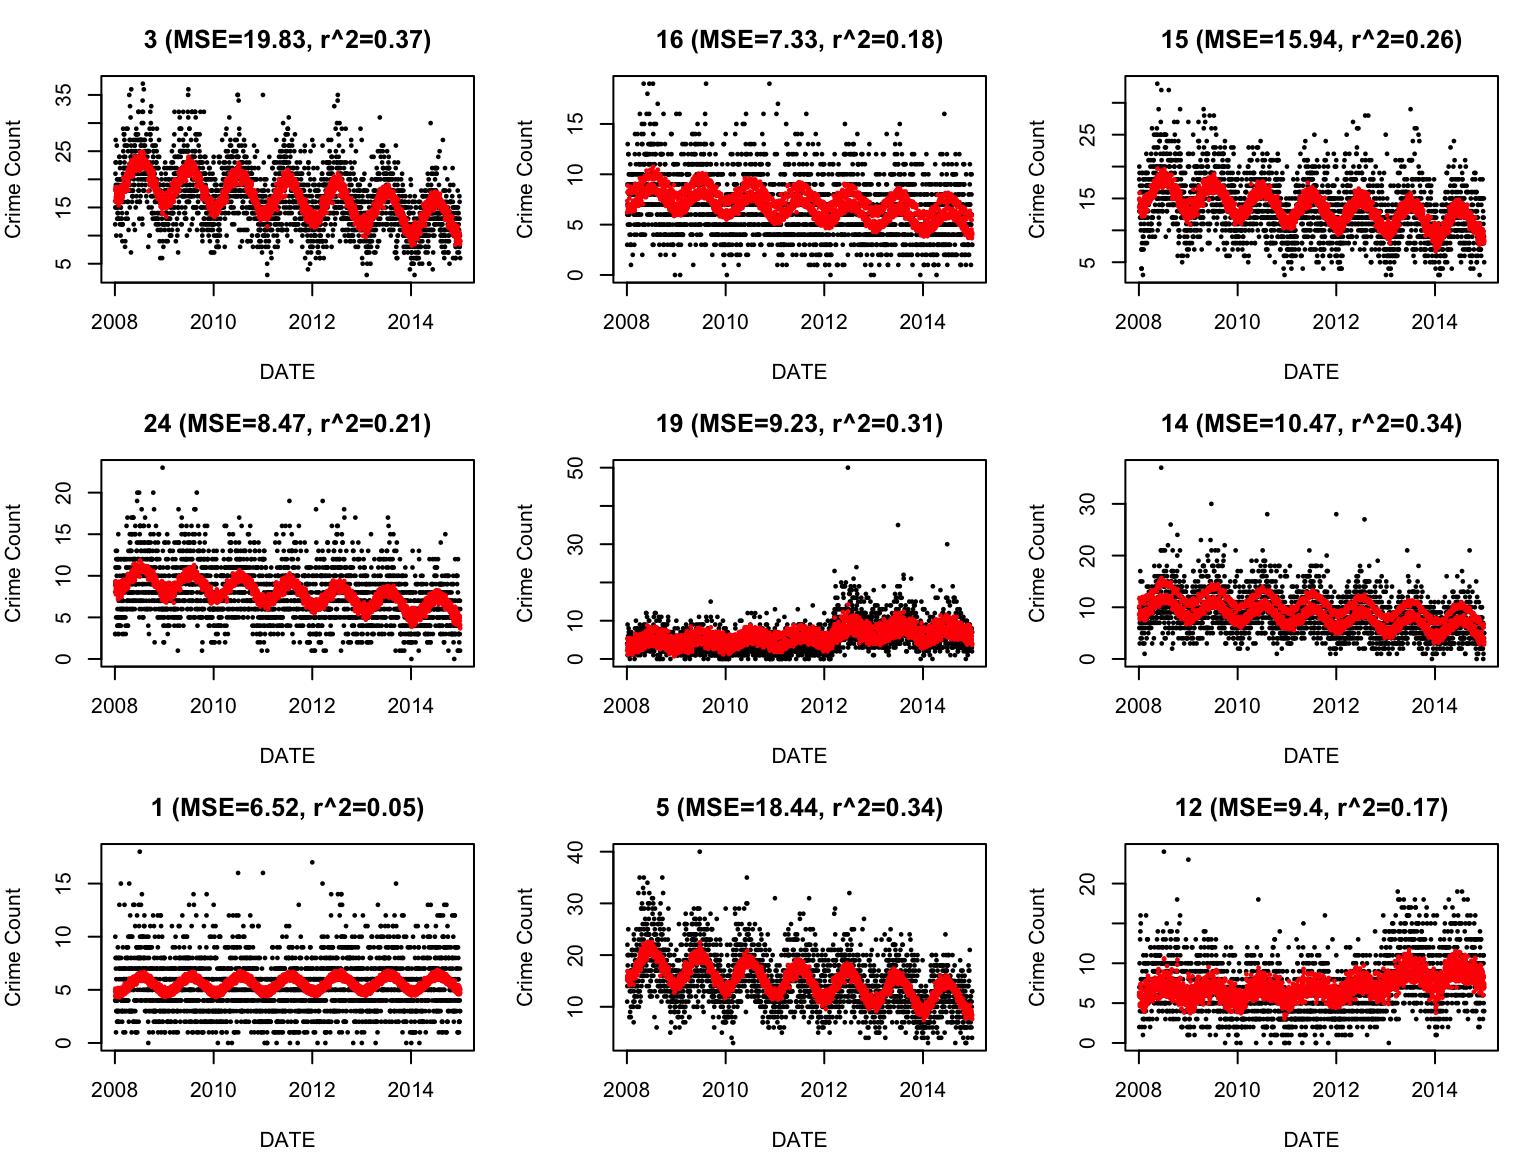 3 (MSE=19.83, r^2=0.37)
Crime Count
35
25
15
5
2008 2010 2012 2014
DATE
16 (MSE=7.33, r^2=0.18)
Crime Count
15
10
5
0
2008 2010 2012 2014
DATE
15 (MSE=15.94, r^2=0.26)
Crime Count
25
15
5
2008 2010 2012 2014
DATE
24 (MSE=8.47, r^2=0.21)
Crime Count
20
15
10
5
0
2008 2010 2012 2014
DATE
19 (MSE=9.23, r^2=0.31)
Crime Count
50
30
10
0
2008 2010 2012 2014
DATE
14 (MSE=10.47, r^2=0.34)
Crime Count
30
20
10
0
2008 2010 2012 2014
DATE
1 (MSE=6.52, r^2=0.05)
Crime Count
15
10
5
0
2008 2010 2012 2014
DATE
5 (MSE=18.44, r^2=0.34)
Crime Count
40
30
20
10
2008 2010 2012 2014
DATE
12 (MSE=9.4, r^2=0.17)
Crime Count
20
10
5
0
2008 2010 2012 2014
DATE